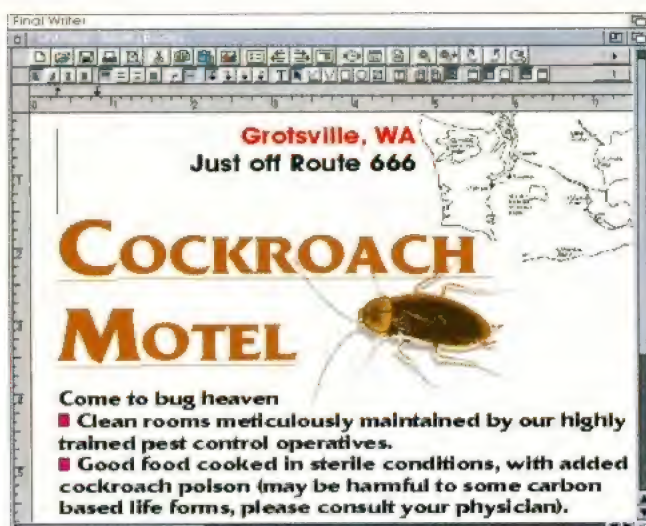 Final Writer
Grotsville, WA
Just off Route 666
COCKROACH
MOTEL
Come to bug heaven
Clean rooms meticulously maintained by our highly
trained pest control operatives.
Good food cooked in sterile conditions, with added
cockroach poison (may be harmful to some carbon
based life forms, please consult your physician).